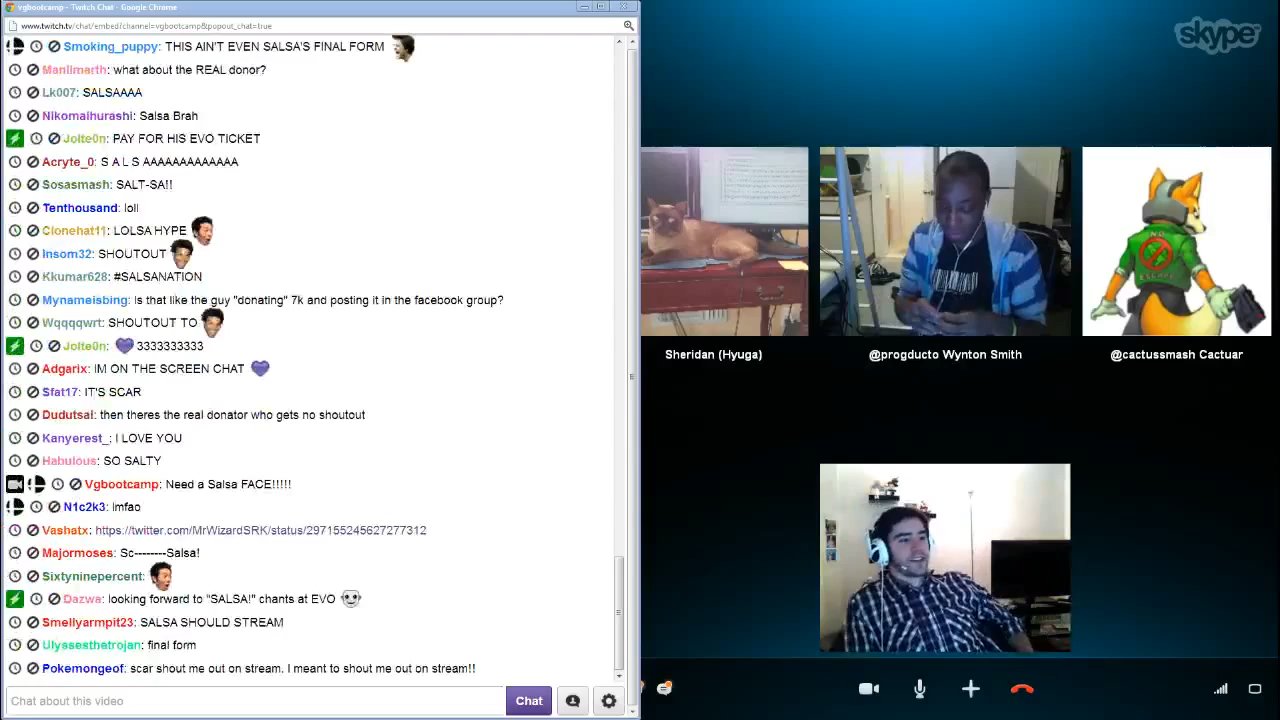 vgbootcamp - Twitch Chat - Google Chrome
www.twitch.tv/chat/embed?channel=vgbootcamp&popout_chat=true
Smoking_puppy: THIS AIN'T EVEN SALSA'S FINAL FORM
Manlimarth: what about the REAL donor?
Lk007: SALSAAAA
Nikomaihurashi: Salsa Brah
Jolte0n: PAY FOR HIS EVO TICKET
Acryte_0: S A L S AAAAAAAAAAAAA
Sosasmash: SALT-SA!!
Tenthousand: loll
Clonehat11: LOLSA HYPE
Insom32: SHOUTOUT
Kkumar628: #SALSANATION
Mynameisbing: Is that like the guy "donating" 7k and posting it in the facebook group?
Wqqqqwrt: SHOUTOUT TO
Jolte0n: 3333333333
Adgarix: IM ON THE SCREEN CHAT
Sfat17: IT'S SCAR
Dudutsai: then theres the real donator who gets no shoutout
Kanyerest_: I LOVE YOU
Habulous: SO SALTY
Vgbootcamp: Need a Salsa FACE!!!!!
N1c2k3: lmfao
Vashatx: https://twitter.com/MrWizardSRK/status/297155245627277312
Majormoses: Sc--------Salsa!
Sixtyninepercent:
Dazwa: looking forward to "SALSA!" chants at EVO
Smellyarmpit23: SALSA SHOULD STREAM
Ulyssesthetrojan: final form
Pokemongeof: scar shout me out on stream. I meant to shout me out on stream!!
Chat about this video
Chat
skype
NO
ESCAPE
Sheridan (Hyuga)
@progducto Wynton Smith
@cactussmash Cactuar